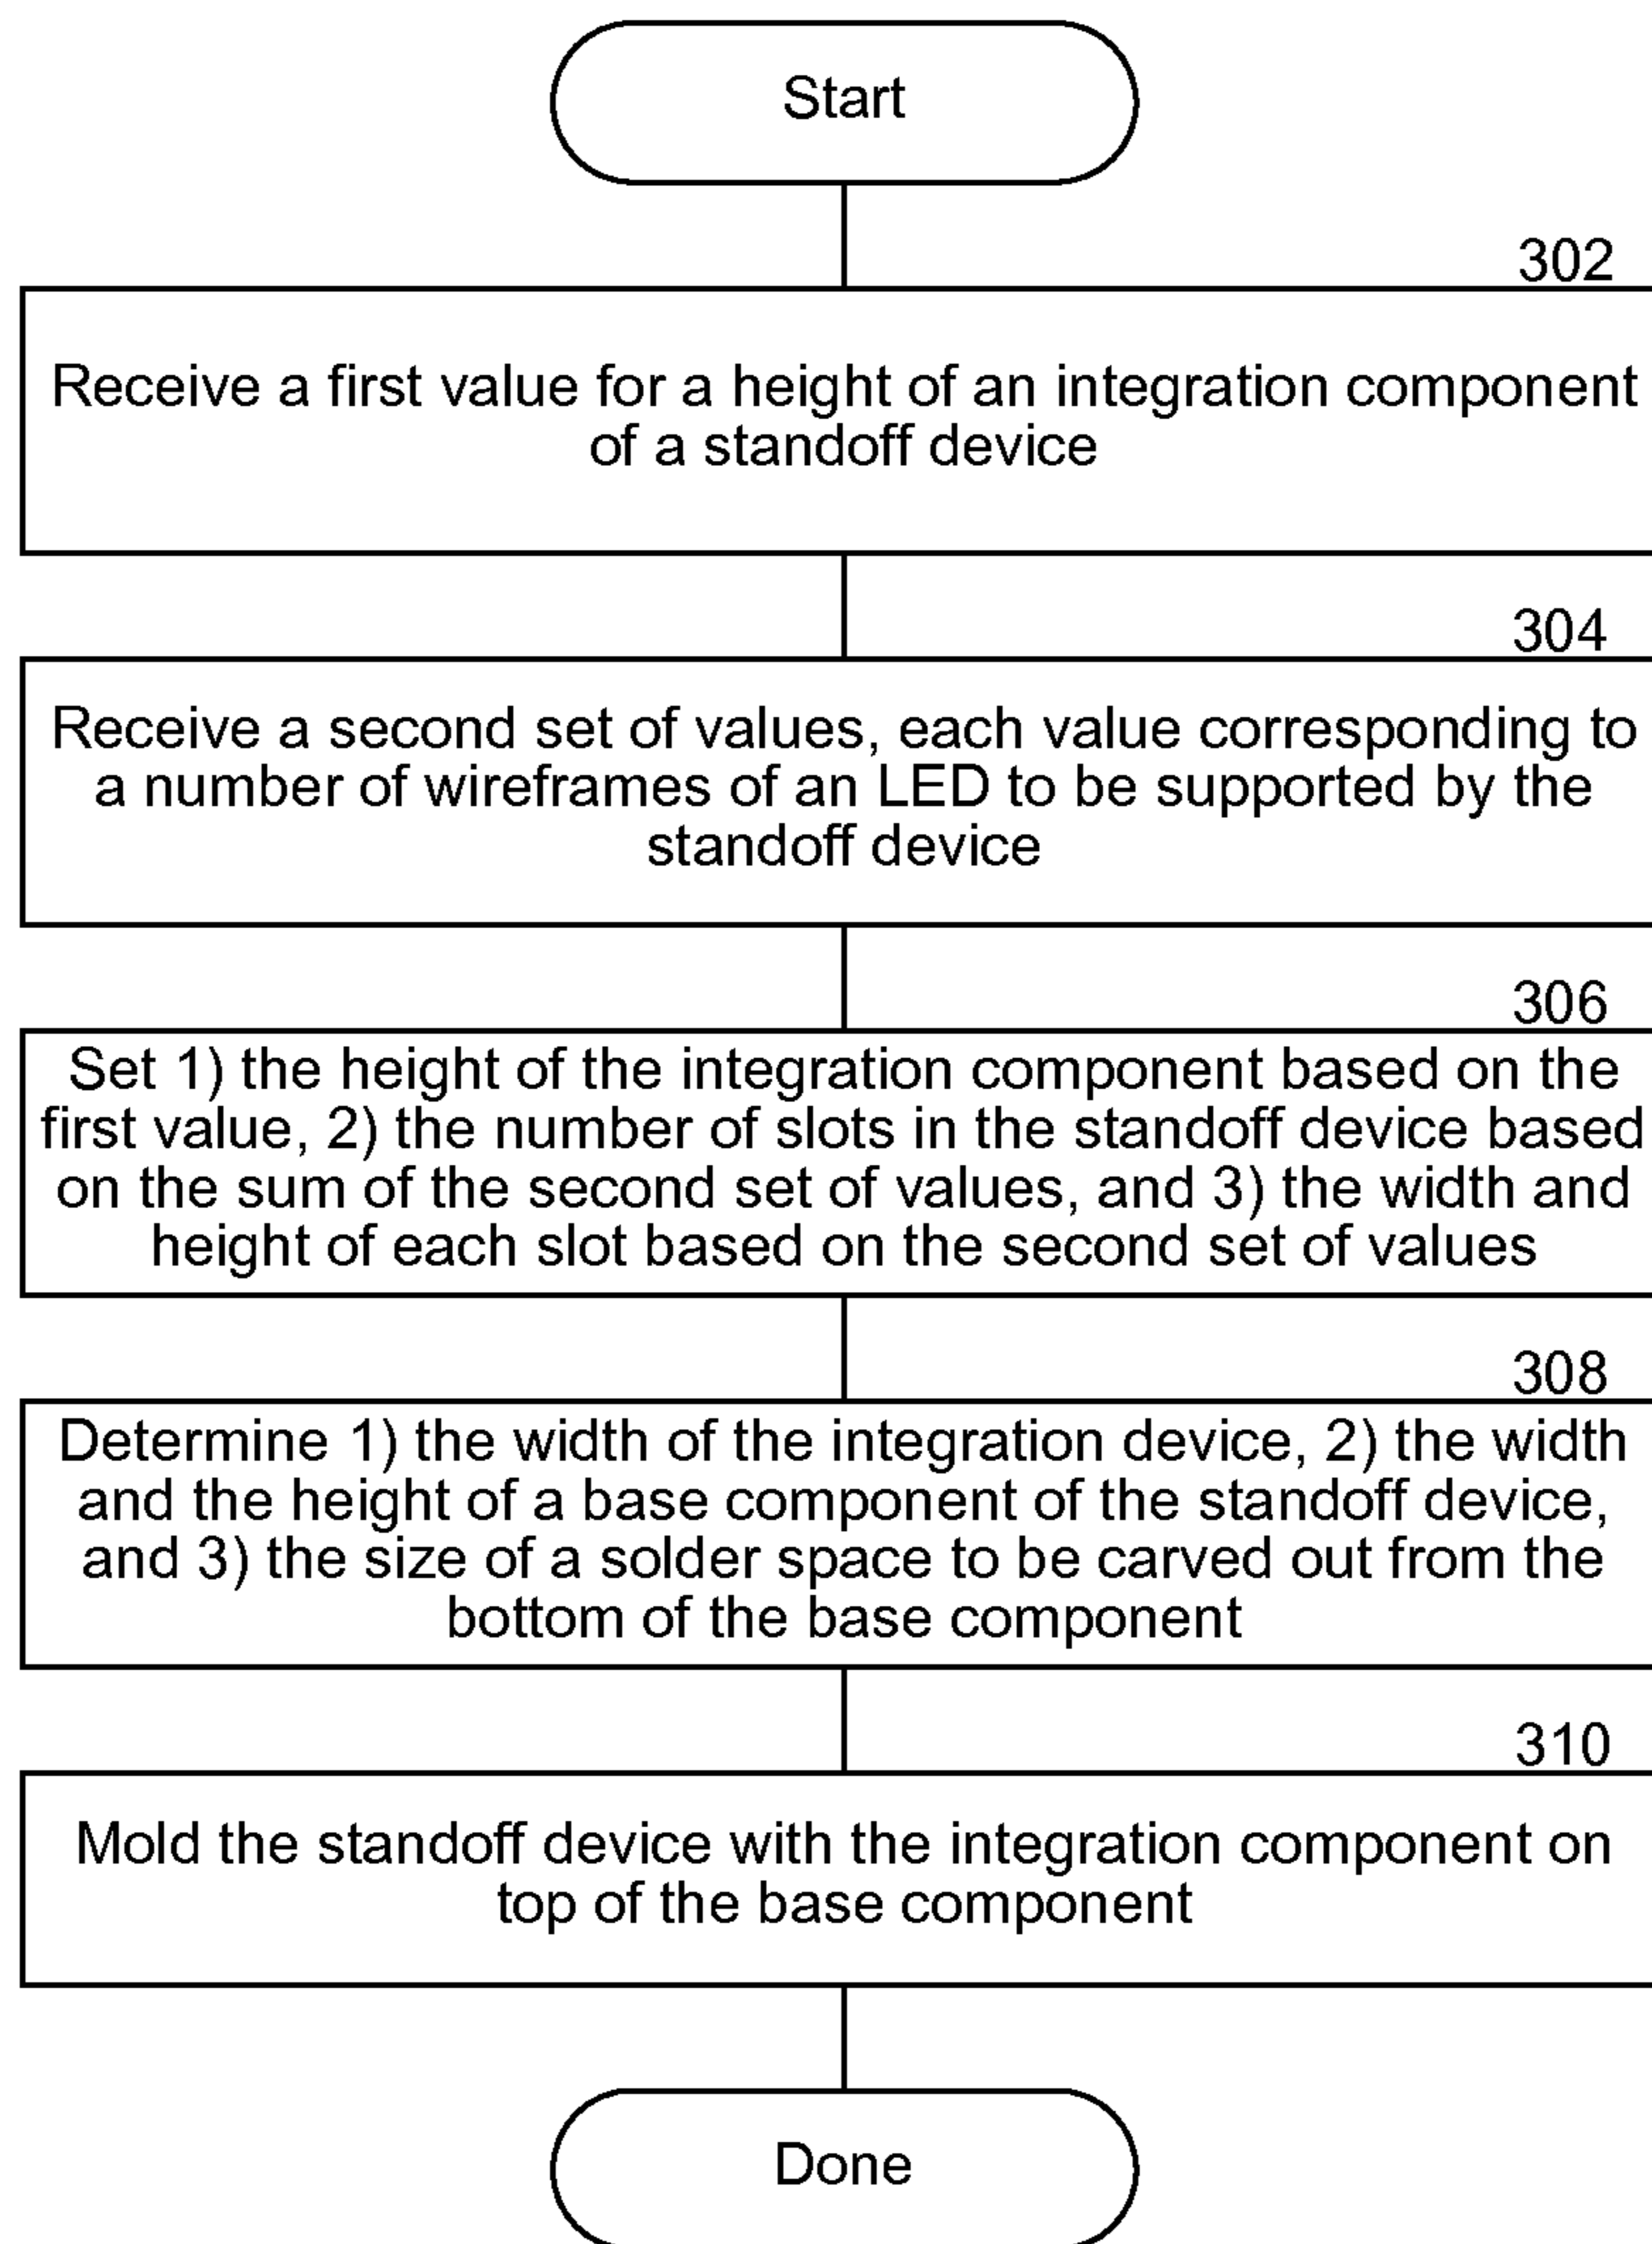 Start
302
Receive a first value for a height of an integration component
of a standoff device
304
Receive a second set of values, each value corresponding to
a number of wireframes of an LED to be supported by the
standoff device
306
Set 1) the height of the integration component based on the
first value, 2) the number of slots in the standoff device based
on the sum of the second set of values, and 3) the width and
height of each slot based on the second set of values
308
Determine 1) the width of the integration device, 2) the width
and the height of a base component of the standoff device,
and 3) the size of a solder space to be carved out from the
bottom of the base component
310
Mold the standoff device with the integration component on
top of the base component
Done